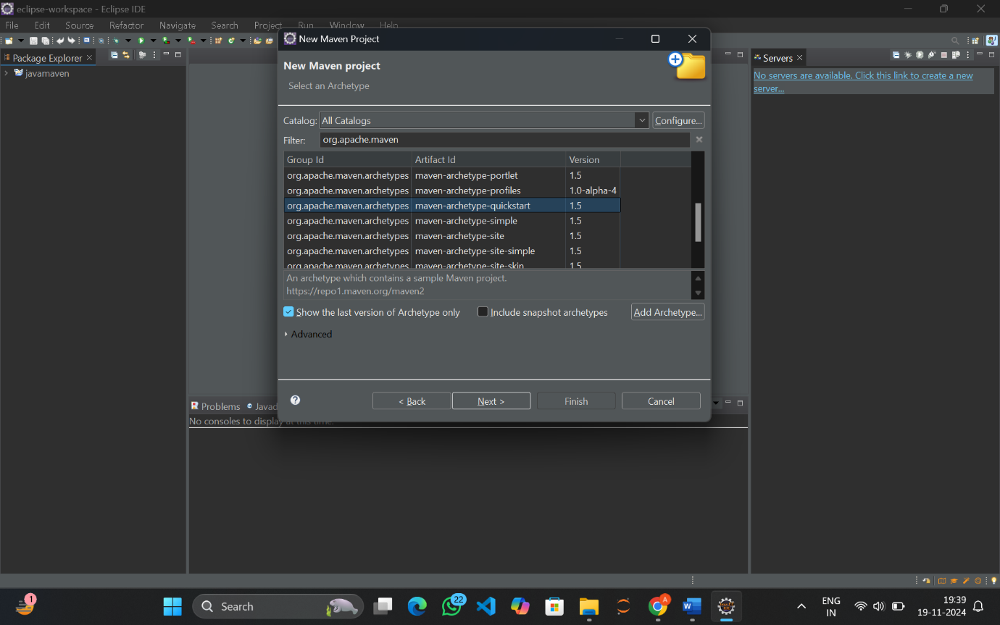 eclipse-workspace - Eclipse IDE
File Edit Source Refactor Navigate Search Project Run Window Help
Package Explorer
javamaven
New Maven Project
New Maven project
Select an Archetype
Catalog: All Catalogs Configure...
Filter: org.apache.maven
Group Id Artifact Id Version
org.apache.maven.archetypes maven-archetype-portlet 1.5
org.apache.maven.archetypes maven-archetype-profiles 1.0-alpha-4
org.apache.maven.archetypes maven-archetype-quickstart 1.5
org.apache.maven.archetypes maven-archetype-simple 1.5
org.apache.maven.archetypes maven-archetype-site 1.5
org.apache.maven.archetypes maven-archetype-site-simple 1.5
org.apache.maven.archetypes maven-archetype-site-skin 1.5
An archetype which contains a sample Maven project.
https://repo1.maven.org/maven2
Show the last version of Archetype only Include snapshot archetypes Add Archetype...
Advanced
< Back Next > Finish Cancel
Servers
No servers are available. Click this link to create a new
server...
Problems Javad
No consoles to display at this time.
1
Search
22
A
ENG
IN
19:39
19-11-2024